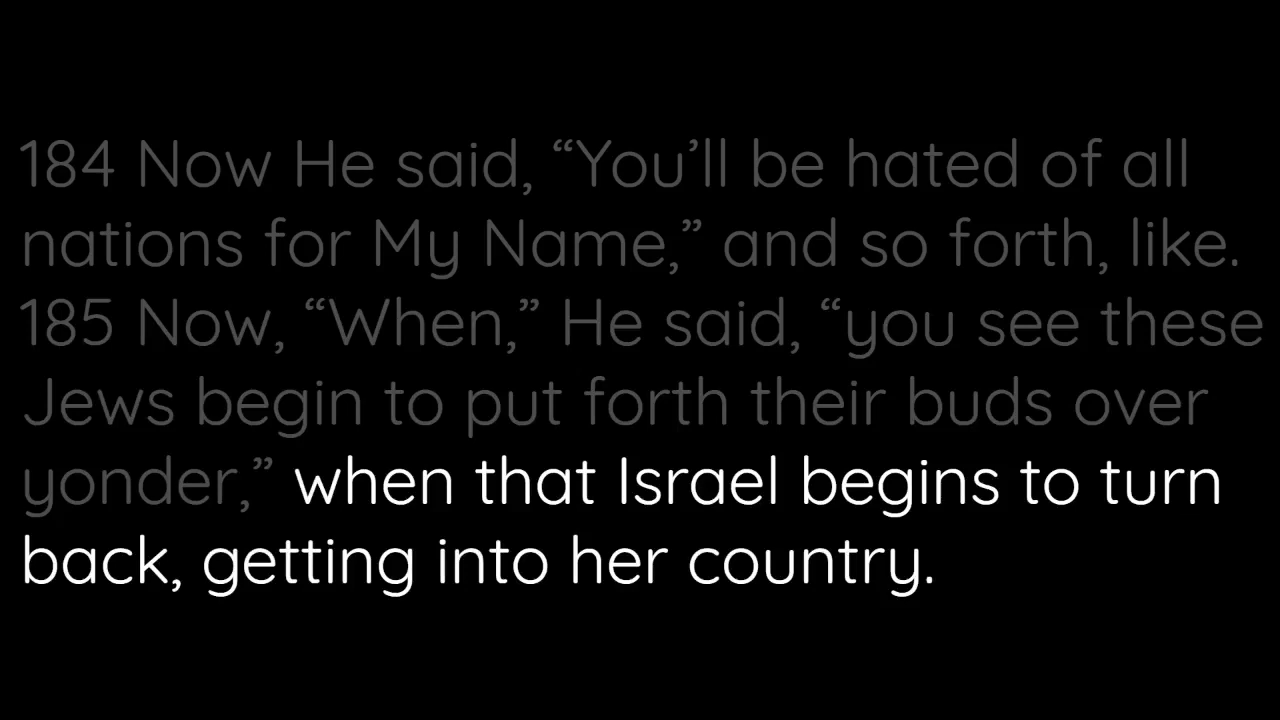 184 Now He said, “You’ll be hated of all
nations for My Name,” and so forth, like.
185 Now, “When,” He said, “you see these
Jews begin to put forth their buds over
yonder,” when that Israel begins to turn
back, getting into her country.